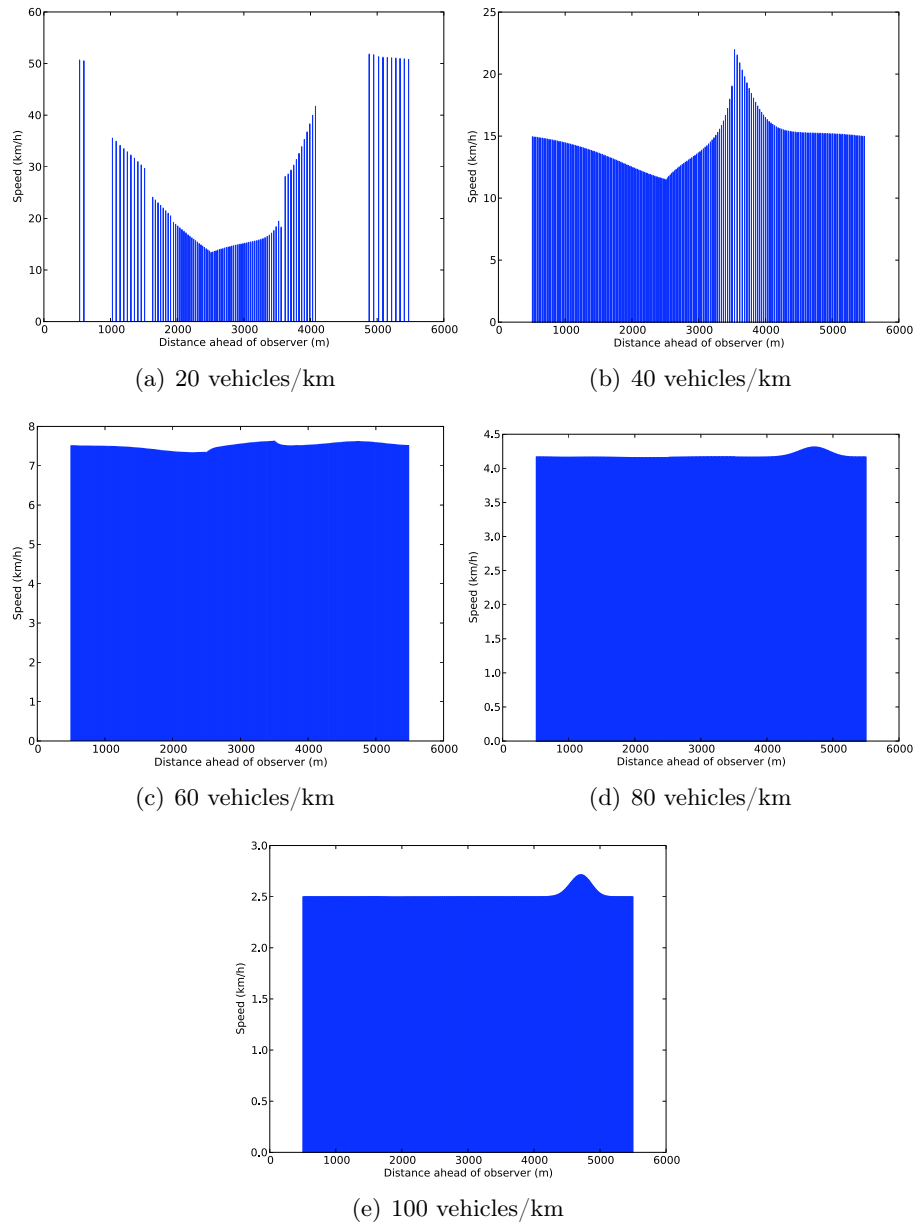 60
50
40
30
20
10
0
Speed (km/h)
0 1000 2000 3000 4000 5000 6000
Distance ahead of observer (m)
(a) 20 vehicles/km
25
20
15
10
5
0
Speed (km/h)
0 1000 2000 3000 4000 5000 6000
Distance ahead of observer (m)
(b) 40 vehicles/km
8
7
6
5
4
3
2
1
0
Speed (km/h)
0 1000 2000 3000 4000 5000 6000
Distance ahead of observer (m)
(c) 60 vehicles/km
4.5
4.0
3.5
3.0
2.5
2.0
1.5
1.0
0.5
0.0
Speed (km/h)
0 1000 2000 3000 4000 5000 6000
Distance ahead of observer (m)
(d) 80 vehicles/km
3.0
2.5
2.0
1.5
1.0
0.5
0.0
Speed (km/h)
0 1000 2000 3000 4000 5000 6000
Distance ahead of observer (m)
(e) 100 vehicles/km